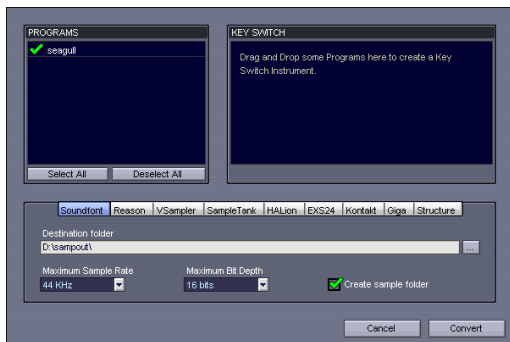 PROGRAMS
seagull
Select All Deselect All
KEY SWITCH
Drag and Drop some Programs here to create a Key
Switch Instrument.
Soundfont Reason VSampler SampleTank HALion EXS24 Kontakt Giga Structure
Destination folder
D:\sampout\
...
Maximum Sample Rate Maximum Bit Depth
44 KHz 16 bits Create sample folder
Cancel Convert